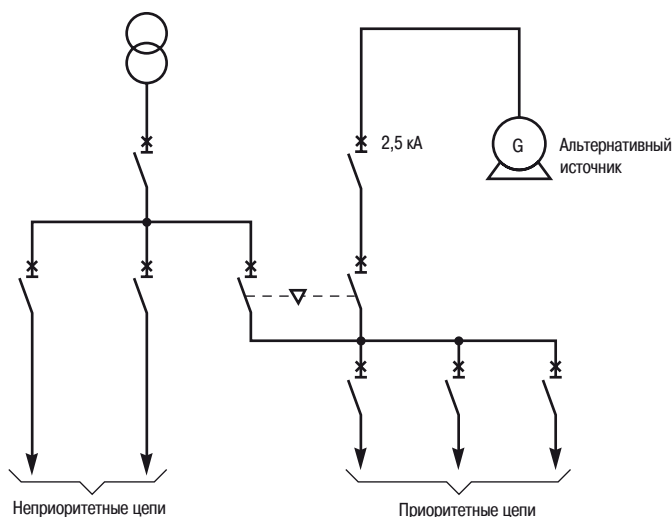 2,5 кА
G
Альтернативный
источник
Неприоритетные цепи
Приоритетные цепи